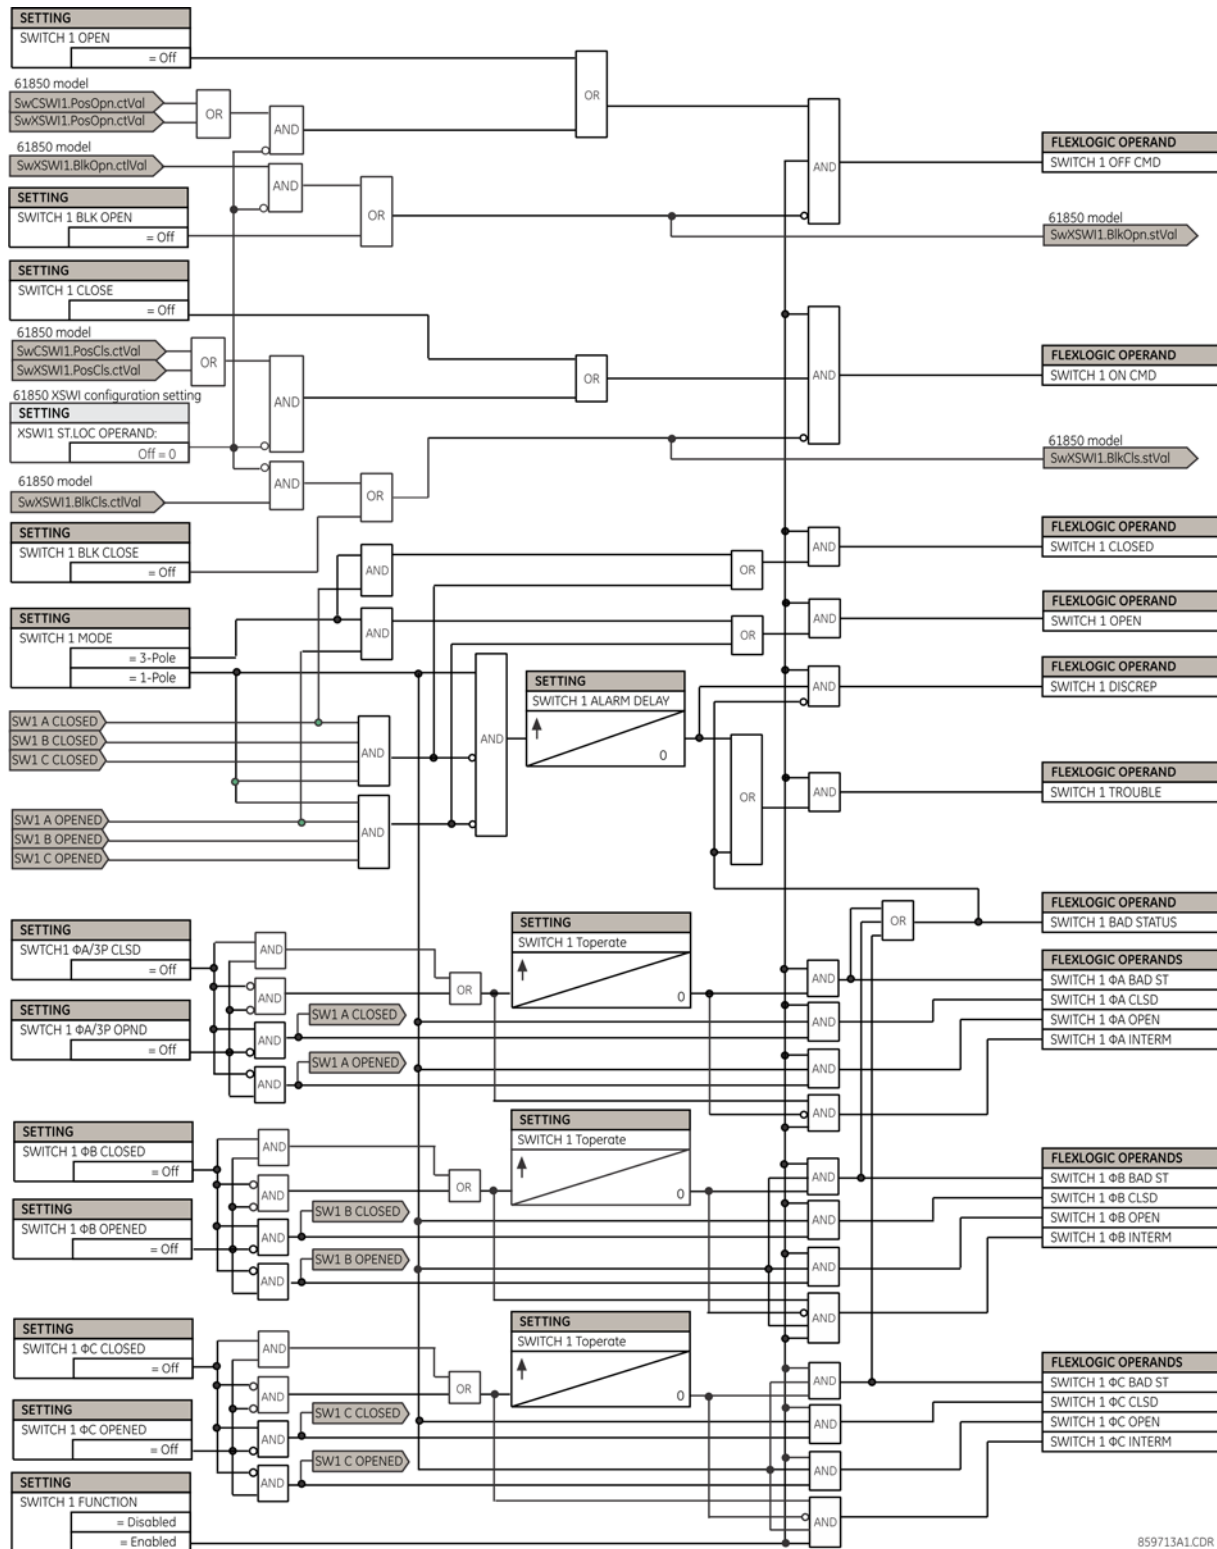 SETTING
SWITCH 1 OPEN
= Off
61850 model
SwCSWI1.PosOpn.ctVal
SwXSWI1.PosOpn.ctVal
OR
AND
OR
AND
FLEXLOGIC OPERAND
SWITCH 1 OFF CMD
61850 model
SwXSWI1.BlkOpn.ctlVal
AND
SETTING
SWITCH 1 BLK OPEN
= Off
OR
61850 model
SwXSWI1.BlkOpn.stVal
SETTING
SWITCH 1 CLOSE
= Off
61850 model
SwCSWI1.PosCls.ctVal
SwXSWI1.PosCls.ctVal
OR
AND
OR
AND
FLEXLOGIC OPERAND
SWITCH 1 ON CMD
61850 XSWI configuration setting
SETTING
XSWI1 ST.LOC OPERAND:
Off = 0
61850 model
SwXSWI1.BlkCls.stVal
61850 model
SwXSWI1.BlkCls.ctlVal
AND
OR
SETTING
SWITCH 1 BLK CLOSE
= Off
AND
OR
AND
FLEXLOGIC OPERAND
SWITCH 1 CLOSED
SETTING
SWITCH 1 MODE
= 3-Pole
= 1-Pole
AND
OR
AND
FLEXLOGIC OPERAND
SWITCH 1 OPEN
SETTING
SWITCH 1 ALARM DELAY
0
AND
FLEXLOGIC OPERAND
SWITCH 1 DISCREP
SW1 A CLOSED
SW1 B CLOSED
SW1 C CLOSED
AND
AND
OR
AND
FLEXLOGIC OPERAND
SWITCH 1 TROUBLE
SW1 A OPENED
SW1 B OPENED
SW1 C OPENED
AND
OR
FLEXLOGIC OPERAND
SWITCH 1 BAD STATUS
SETTING
SWTCH1 ΦA/3P CLSD
= Off
SETTING
SWTCH 1 ΦA/3P OPND
= Off
AND
AND
AND
AND
OR
SW1 A CLOSED
SW1 A OPENED
SETTING
SWITCH 1 Toperate
0
AND
AND
AND
AND
FLEXLOGIC OPERANDS
SWITCH 1 ΦA BAD ST
SWITCH 1 ΦA CLSD
SWITCH 1 ΦA OPEN
SWITCH 1 ΦA INTERM
SETTING
SWITCH 1 ΦB CLOSED
= Off
SETTING
SWITCH 1 ΦB OPENED
= Off
AND
AND
AND
AND
OR
SW1 B CLOSED
SW1 B OPENED
SETTING
SWITCH 1 Toperate
0
AND
AND
AND
AND
FLEXLOGIC OPERANDS
SWITCH 1 ΦB BAD ST
SWITCH 1 ΦB CLSD
SWITCH 1 ΦB OPEN
SWITCH 1 ΦB INTERM
SETTING
SWITCH 1 ΦC CLOSED
= Off
SETTING
SWITCH 1 ΦC OPENED
= Off
AND
AND
AND
AND
OR
SW1 C CLOSED
SW1 C OPENED
SETTING
SWITCH 1 Toperate
0
AND
AND
AND
AND
FLEXLOGIC OPERANDS
SWITCH 1 ΦC BAD ST
SWITCH 1 ΦC CLSD
SWITCH 1 ΦC OPEN
SWITCH 1 ΦC INTERM
SETTING
SWITCH 1 FUNCTION
= Disabled
= Enabled
859713A1.CDR